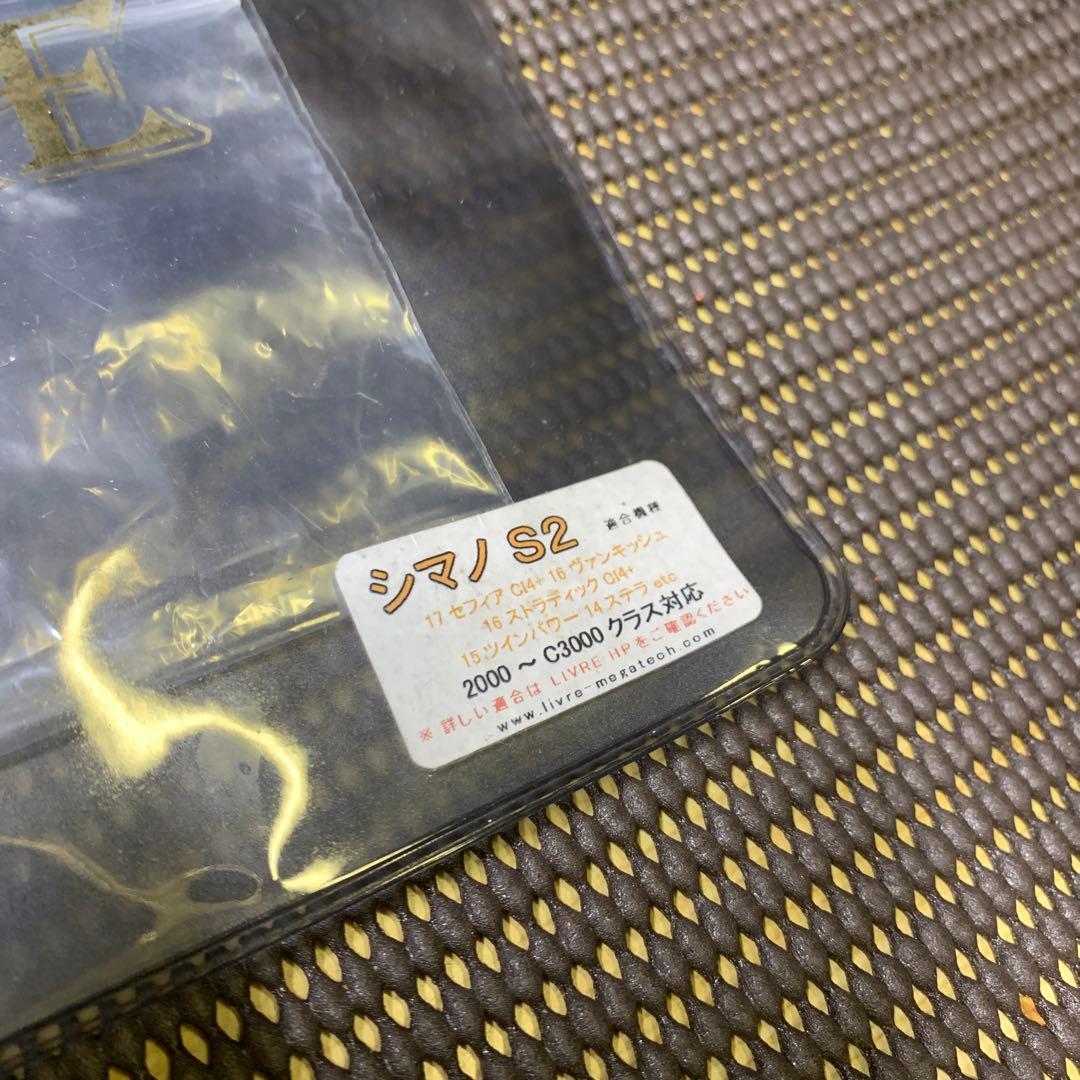 E
シマノ S2 適合機種
17 セフィア CI4+ 16 ヴァンキッシュ
16 ストラディック CI4+
15 ツインパワー 14 ステラ etc
2000 〜 C3000 クラス対応
※ 詳しい適合は LIVRE HP をご確認ください
www.livre-megatech.com